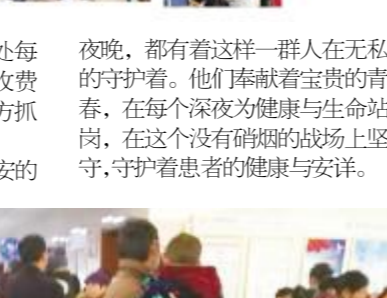 处每
攵费
方抓
安的
夜晚，都有着这样一群人在无私
的守护着。他们奉献着宝贵的青
春，在每个深夜为健康与生命站
岗，在这个没有硝烟的战场上坚
守，守护着患者的健康与安详。